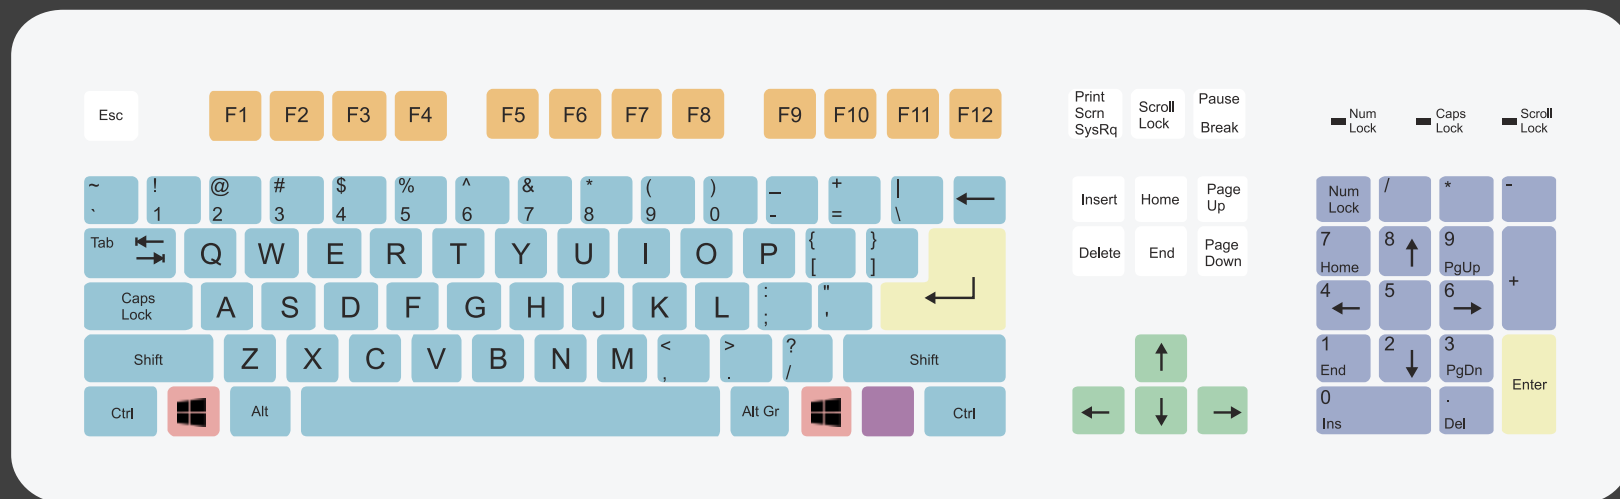 Esc F1 F2 F3 F4 F5 F6 F7 F8 F9 F10 F11 F12
Print
Scrn
SysRq
Scroll
Lock
Pause
Break
Num
Lock
Caps
Lock
Scroll
Lock
~ ! @ # $ % ^ & * ( ) _ + |
` 1 2 3 4 5 6 7 8 9 0 - = \
Insert Home Page
Up
Num
Lock
/ * -
Tab Q W E R T Y U I O P { }
[ ]
Delete End Page
Down
7 8 9
Home PgUp
+
Caps
Lock
A S D F G H J K L : "
; '
4 5 6
Shift Z X C V B N M < > ? Shift
, . /
1 2 3
End PgDn
Enter
Ctrl Alt Alt Gr Ctrl
0 .
Ins Del